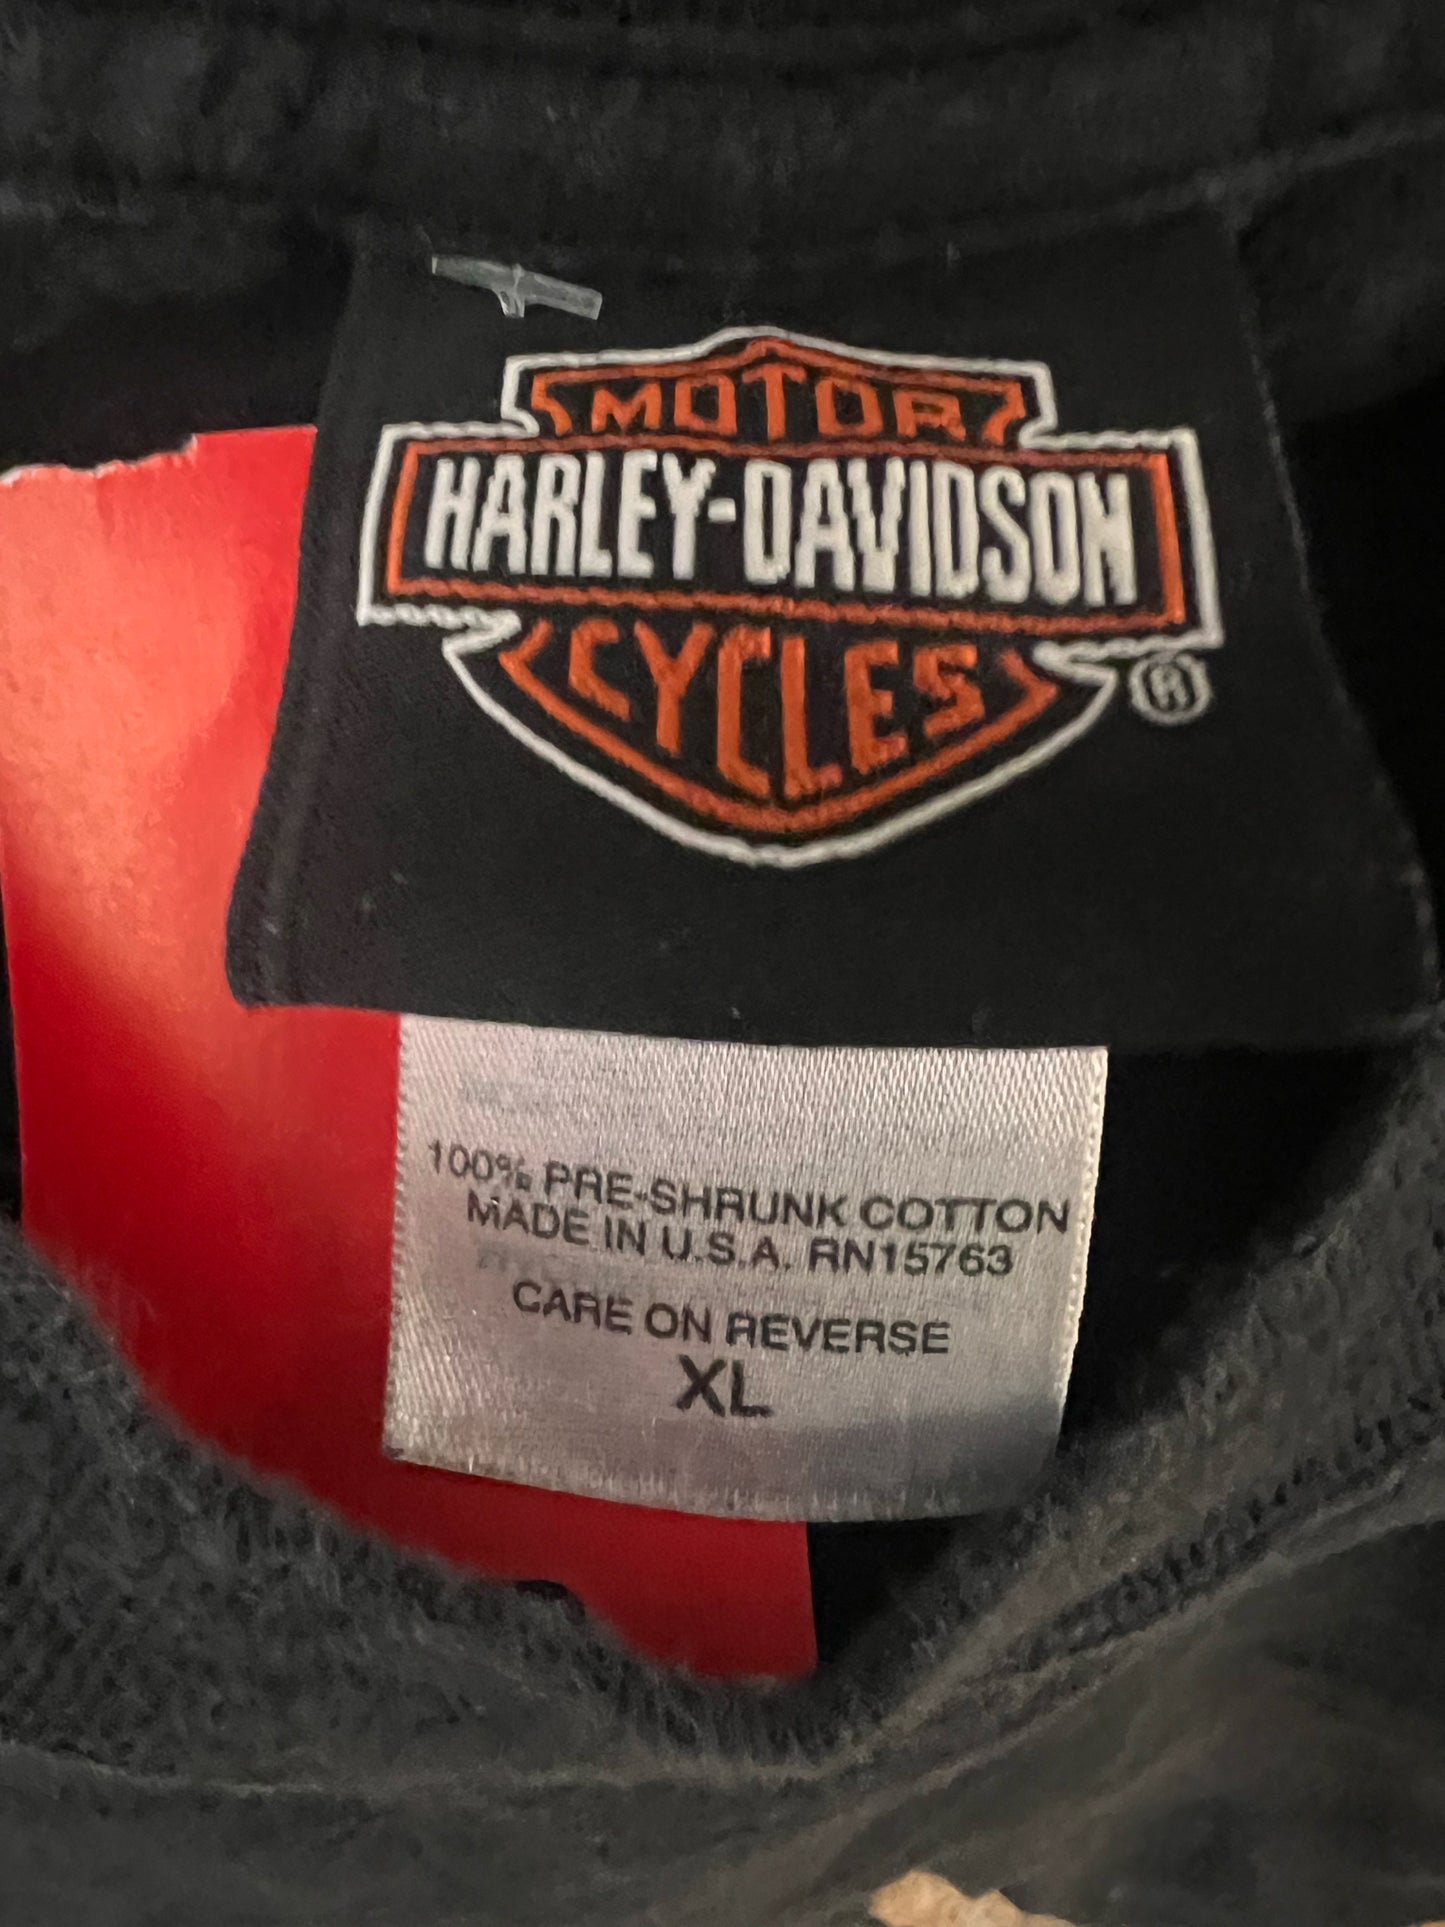 MOTOR
HARLEY-DAVIDSON
CYCLES
®
100% PRE-SHRUNK COTTON
MADE IN U.S.A. RN15763
CARE ON REVERSE
XL